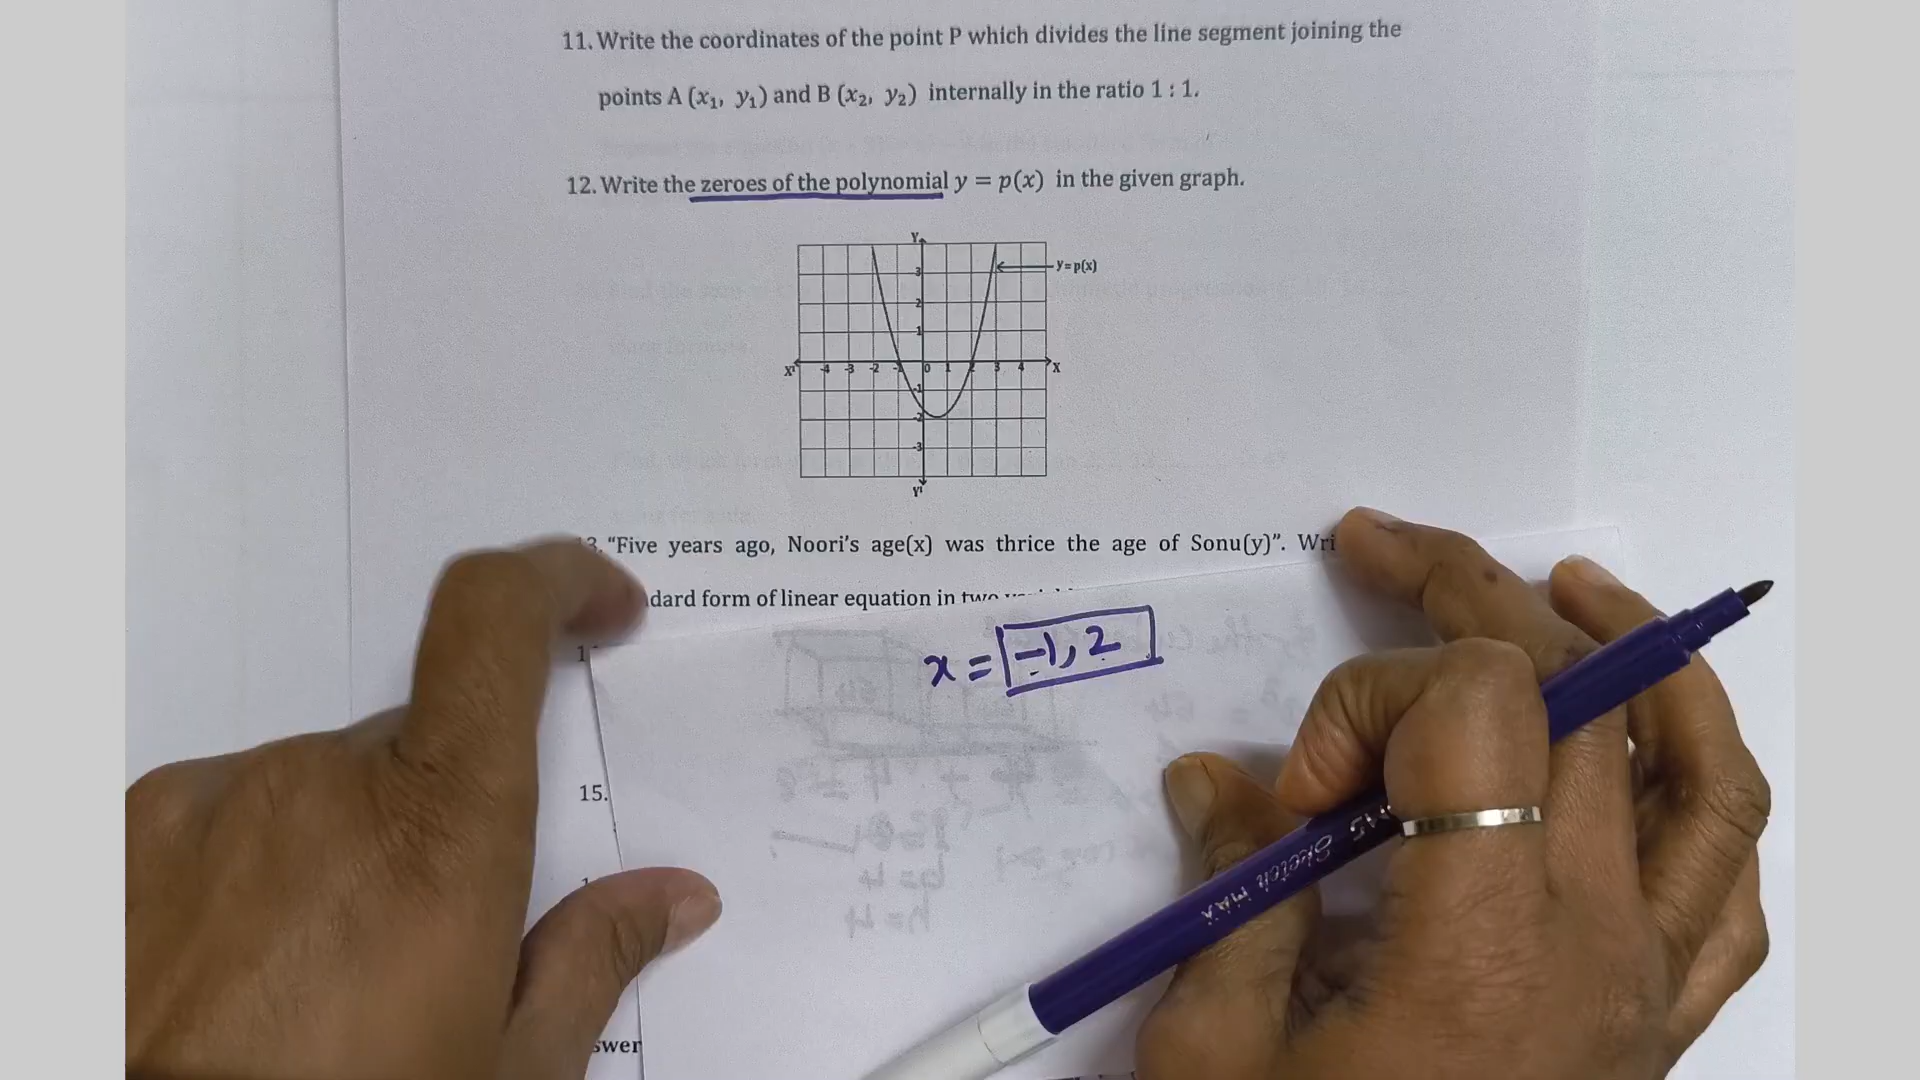 11. Write the coordinates of the point P which divides the line segment joining the
points A (x₁, y₁) and B (x₂, y₂) internally in the ratio 1 : 1.
12. Write the zeroes of the polynomial y = p(x) in the given graph.
Y
y=p(x)
3
2
1
X' -4 -3 -2 -1 0 1 2 3 4 X
-1
-2
-3
Y'
13. "Five years ago, Noori's age(x) was thrice the age of Sonu(y)". Wri
dard form of linear equation in two
x = -1, 2
15.
swer
Sketch MAX